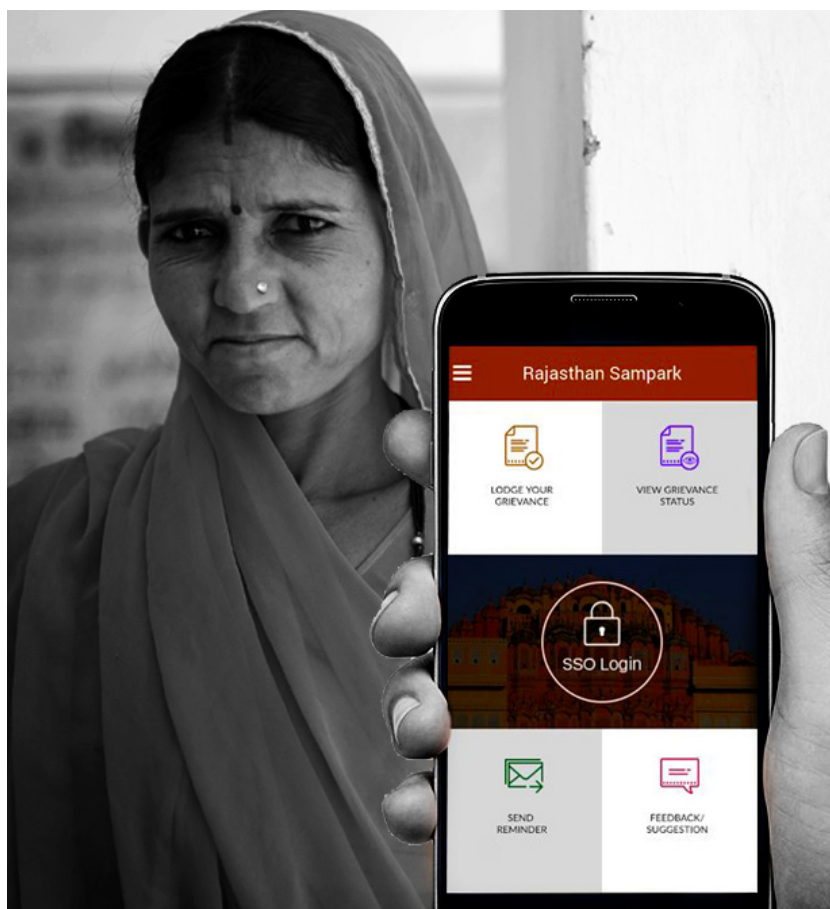 Rajasthan Sampark
LODGE YOUR
GRIEVANCE
VIEW GRIEVANCE
STATUS
SSO Login
SEND
REMINDER
FEEDBACK/
SUGGESTION